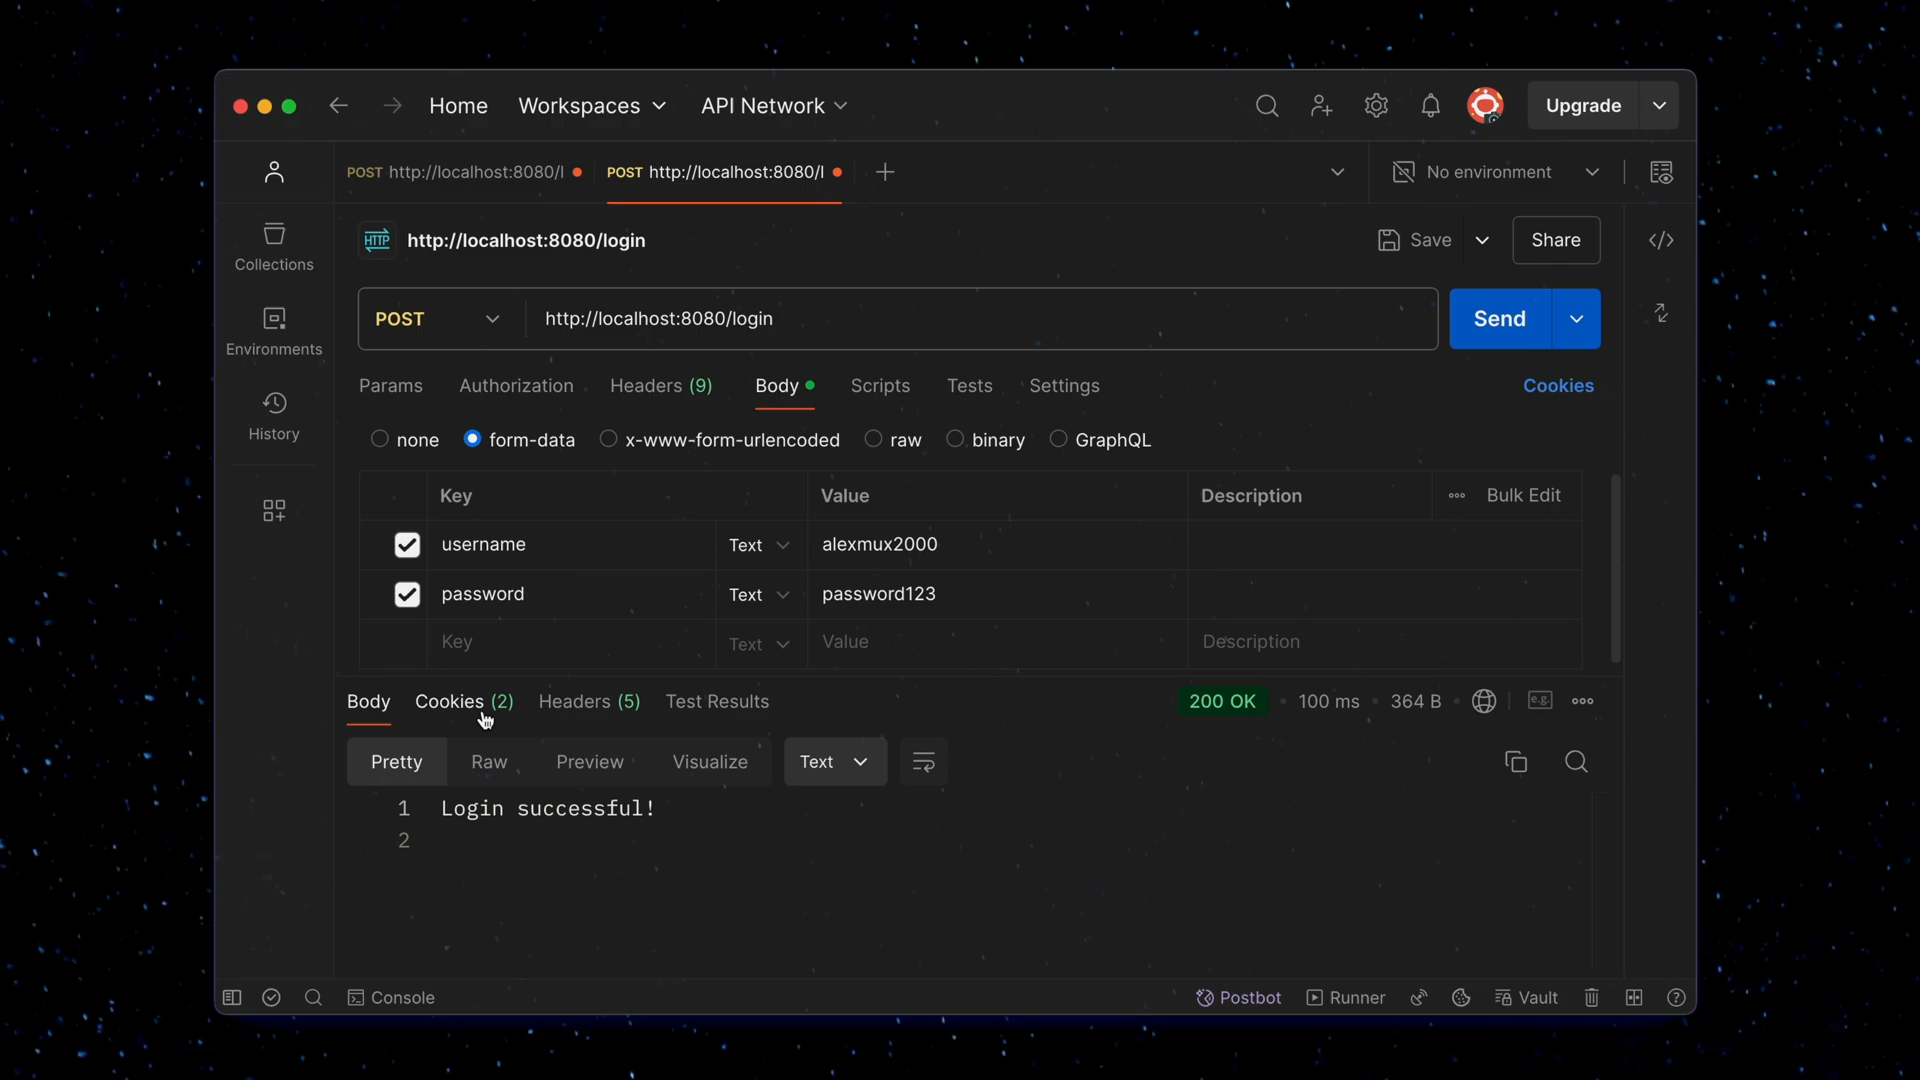 Home Workspaces API Network Upgrade
POST http://localhost:8080/l POST http://localhost:8080/l No environment
Collections
Environments
History
HTTP http://localhost:8080/login Save Share
POST http://localhost:8080/login Send
Params Authorization Headers (9) Body Scripts Tests Settings Cookies
none form-data x-www-form-urlencoded raw binary GraphQL
Key Value Description Bulk Edit
username Text alexmux2000
password Text password123
Key Text Value Description
Body Cookies (2) Headers (5) Test Results 200 OK 100 ms 364 B e.g.
Pretty Raw Preview Visualize Text
1 Login successful!
2
Console Postbot Runner Vault